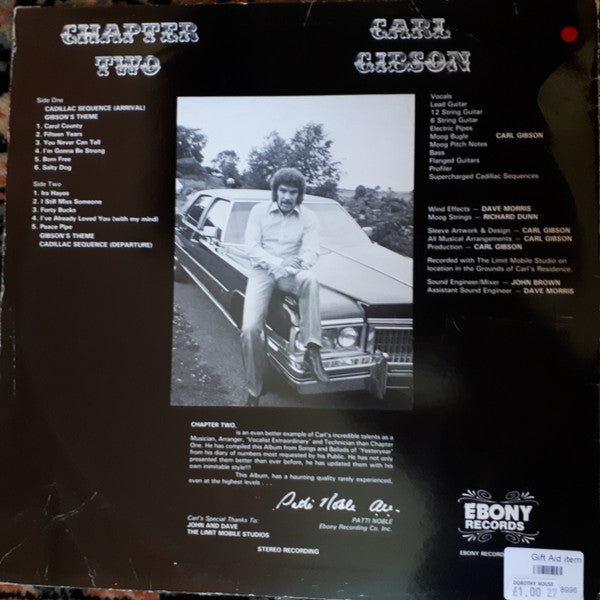 CHAPTER
TWO
CARL
GIBSON
Side One
CADILLAC SEQUENCE (ARRIVAL)
GIBSON'S THEME
1. Carol County
2. Fifteen Years
3. You Never Can Tell
4. I'm Gonna Be Strong
5. Born Free
6. Salty Dog
Side Two
1. Ira Hayes
2. I Still Miss Someone
3. Forty Bucks
4. I've Already Loved You (with my mind)
5. Peace Pipe
GIBSON'S THEME
CADILLAC SEQUENCE (DEPARTURE)
Vocals
Lead Guitar
12 String Guitar
6 String Guitar
Electric Pipes
Moog Bugle CARL GIBSON
Moog Pitch Notes
Bass
Flanged Guitars
Profiler
Supercharged Cadillac Sequences
Wind Effects — DAVE MORRIS
Moog Strings — RICHARD DUNN
Sleeve Artwork & Design — CARL GIBSON
All Musical Arrangements — CARL GIBSON
Production — CARL GIBSON
Recorded with The Limit Mobile Studio on
location in the Grounds of Carl's Residence.
Sound Engineer/Mixer — JOHN BROWN
Assistant Sound Engineer — DAVE MORRIS
CHAPTER TWO,
is an even better example of Carl's incredible talents as a
Musician, Arranger, 'Vocalist Extraordinary' and Technician than Chapter
One. He has compiled this Album from Songs and Ballads of 'Yesteryear'
from his diary of numbers most requested by his Public. He has not only
presented them better than ever before, he has updated them with his
own inimitable style!!!
This Album, has a haunting quality rarely experienced,
even at the highest levels . . .
Patti Noble
PATTI NOBLE
Ebony Recording Co. Inc.
Carl's Special Thanks To:
JOHN AND DAVE
THE LIMIT MOBILE STUDIOS
STEREO RECORDING
EBONY
RECORDS
EBONY RECORD
Gift Aid item
DOROTHY HOUSE
£1.00 27 8996